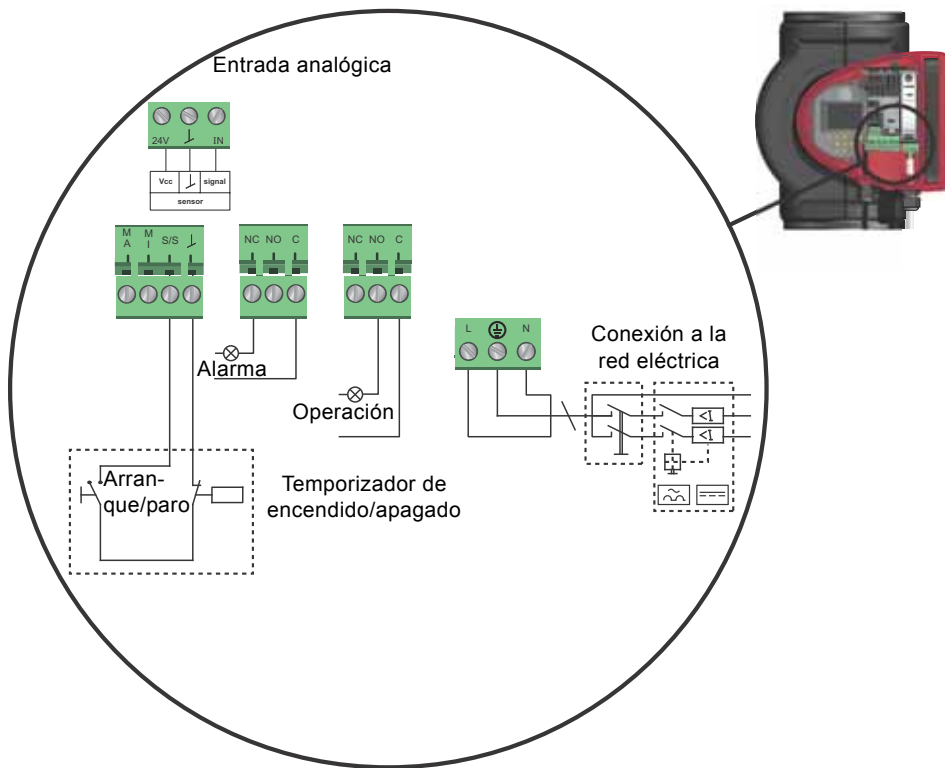 Entrada analógica
24V IN
Vcc signal
sensor
M A M I S/S
NC NO C
NC NO C
L N
Conexión a la
red eléctrica
Alarma
Operación
Arran-
que/paro
Temporizador de
encendido/apagado
<I
<I